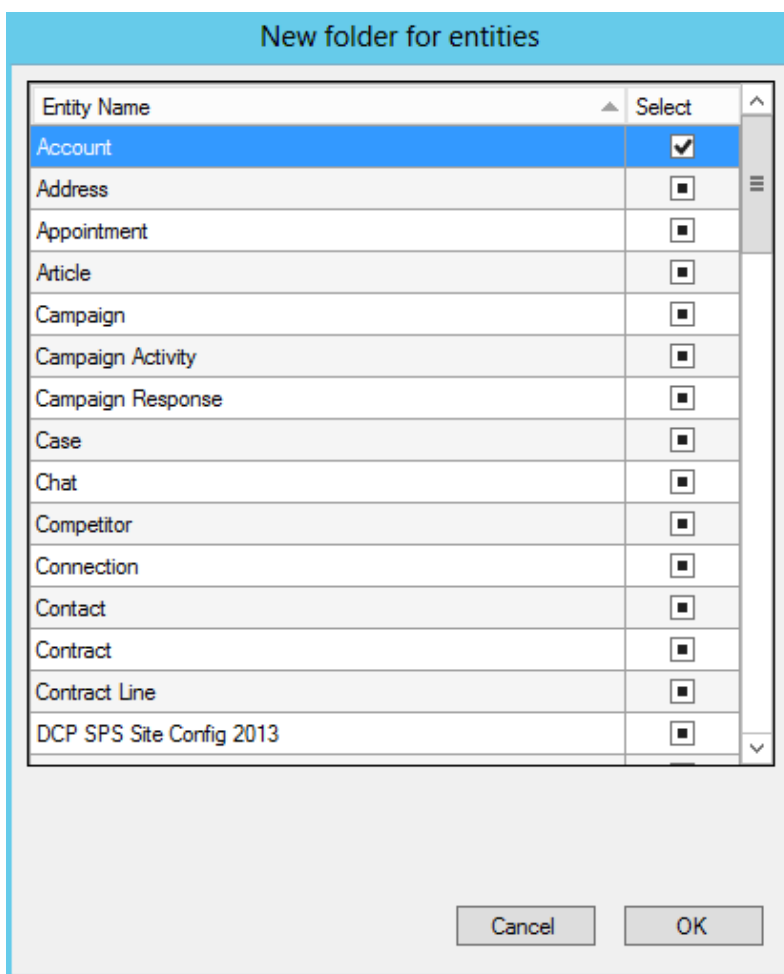 New folder for entities
Entity Name Select
Account
Address
Appointment
Article
Campaign
Campaign Activity
Campaign Response
Case
Chat
Competitor
Connection
Contact
Contract
Contract Line
DCP SPS Site Config 2013
Cancel OK